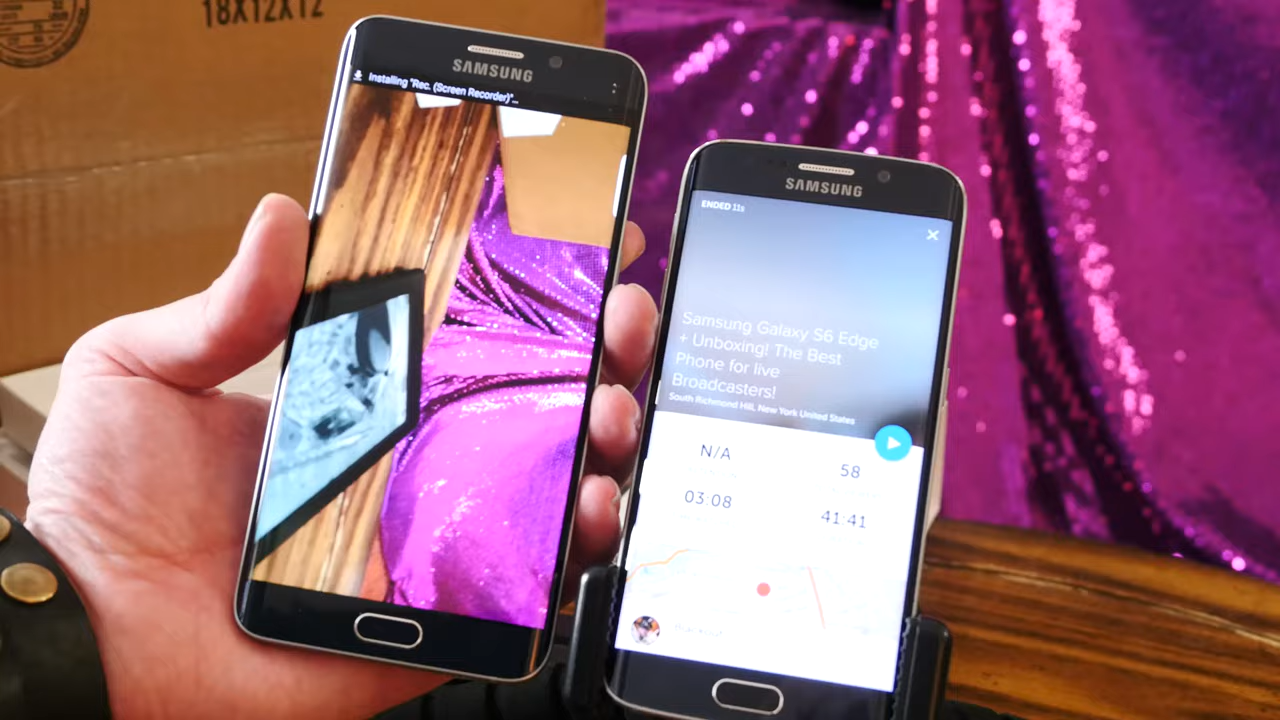 18X12X12
SAMSUNG
Installing "Rec. (Screen Recorder)"...
SAMSUNG
ENDED 11s
Samsung Galaxy S6 Edge
+ Unboxing! The Best
Phone for live
Broadcasters!
South Richmond Hill, New York United States
N/A
58
03:08
41:41